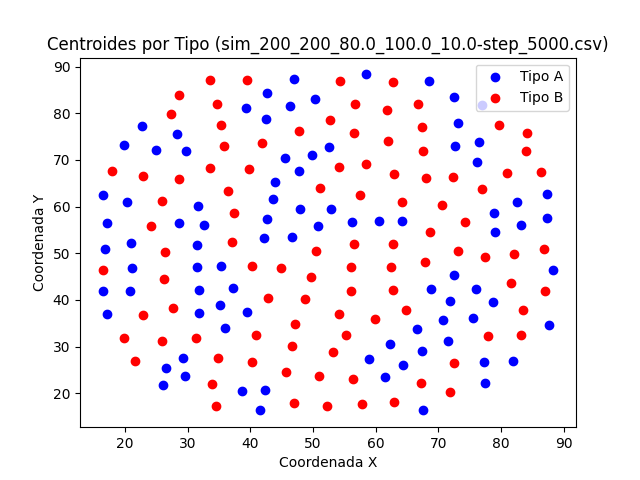 Centroides por Tipo (sim_200_200_80.0_100.0_10.0-step_5000.csv)
Tipo A
Tipo B
90
80
70
60
50
40
30
20
Coordenada Y
20 30 40 50 60 70 80 90
Coordenada X